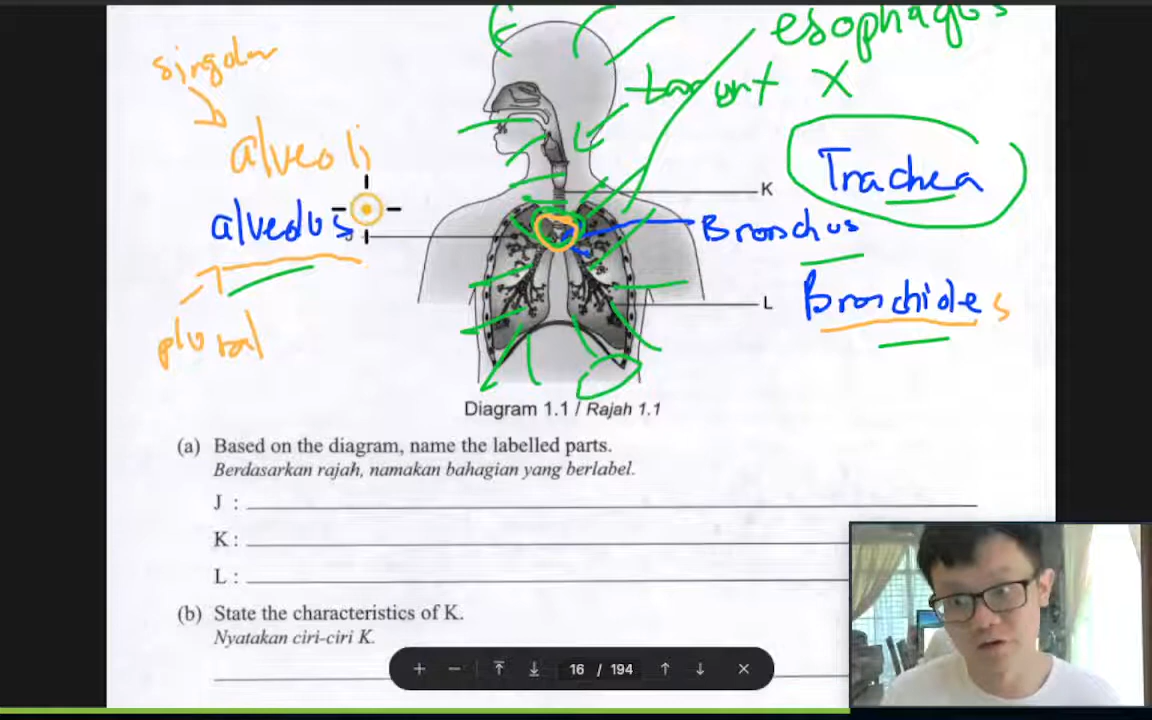 esophagus
singular
X
alveoli
Trachea
K
alveolus
Bronchus
Bronchioles
L
plural
Diagram 1.1 / Rajah 1.1
(a) Based on the diagram, name the labelled parts.
Berdasarkan rajah, namakan bahagian yang berlabel.
J :
K :
L :
(b) State the characteristics of K.
Nyatakan ciri-ciri K.
16 / 194